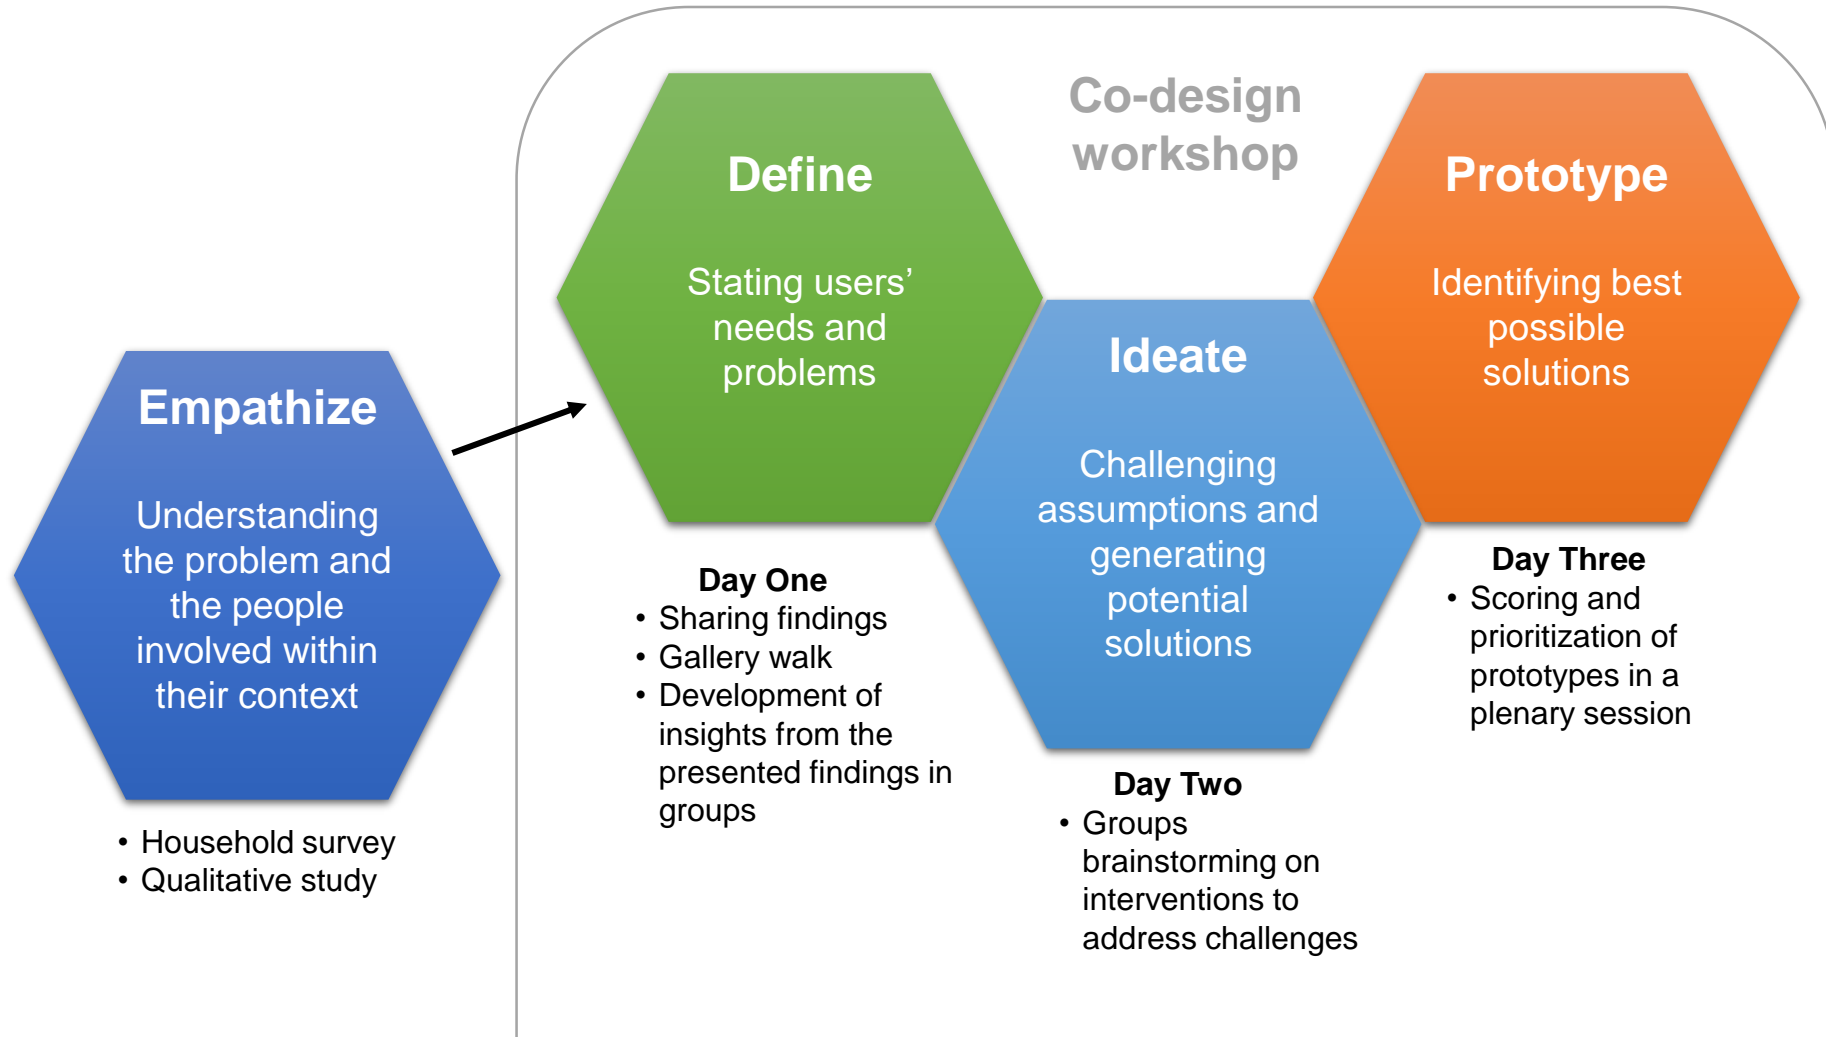 Co-design
workshop
Empathize
Understanding
the problem and
the people
involved within
their context
• Household survey
• Qualitative study
Define
Stating users’
needs and
problems
Day One
• Sharing findings
• Gallery walk
• Development of
insights from the
presented findings in
groups
Ideate
Challenging
assumptions and
generating
potential
solutions
Day Two
• Groups
brainstorming on
interventions to
address challenges
Prototype
Identifying best
possible
solutions
Day Three
• Scoring and
prioritization of
prototypes in a
plenary session